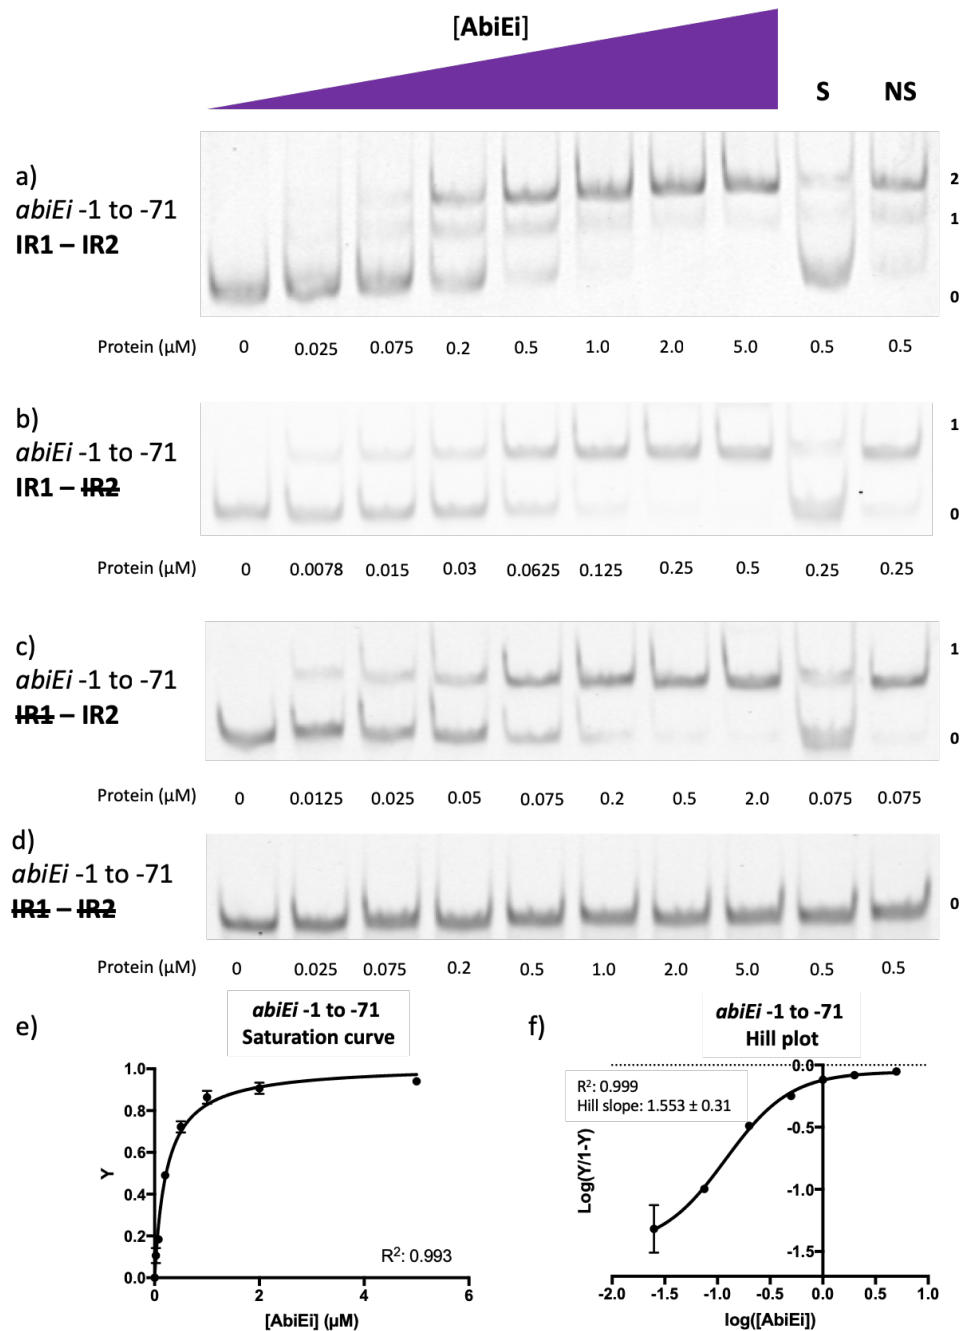 [AbiEi]
S NS
a)
abiEi -1 to -71
IR1 – IR2
2
1
0
Protein (µM) 0 0.025 0.075 0.2 0.5 1.0 2.0 5.0 0.5 0.5
b)
abiEi -1 to -71
IR1 – IR2
1
0
Protein (µM) 0 0.0078 0.015 0.03 0.0625 0.125 0.25 0.5 0.25 0.25
c)
abiEi -1 to -71
IR1 – IR2
1
0
Protein (µM) 0 0.0125 0.025 0.05 0.075 0.2 0.5 2.0 0.075 0.075
d)
abiEi -1 to -71
IR1 – IR2
0
Protein (µM) 0 0.025 0.075 0.2 0.5 1.0 2.0 5.0 0.5 0.5
e)
abiEi -1 to -71
Saturation curve
1.0
0.8
0.6
0.4
0.2
0.0
Y
R²: 0.993
0 2 4 6
[AbiEi] (µM)
f)
abiEi -1 to -71
Hill plot
R²: 0.999
Hill slope: 1.553 ± 0.31
0.0
-0.5
-1.0
-1.5
Log(Y/1-Y)
-2.0 -1.5 -1.0 -0.5 0.0 0.5 1.0
log([AbiEi])